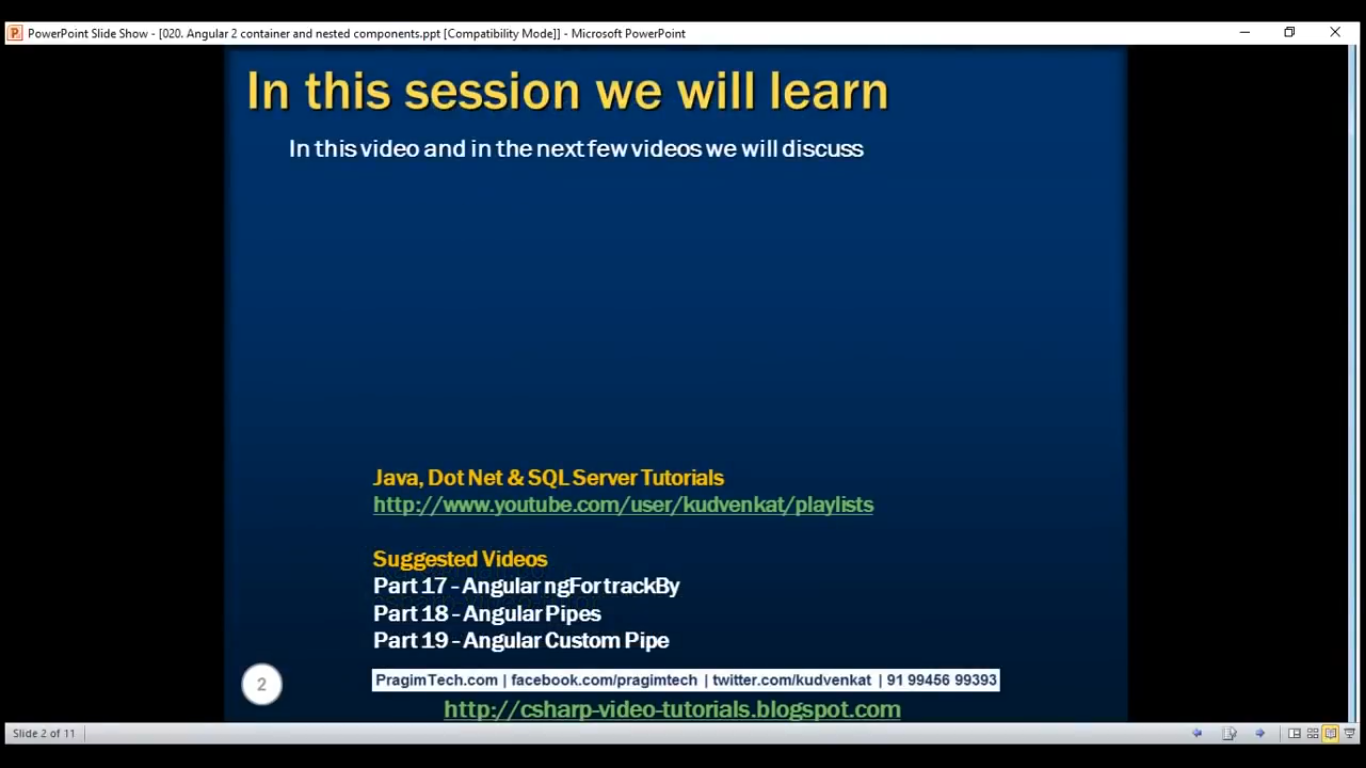 PowerPoint Slide Show - [020. Angular 2 container and nested components.ppt [Compatibility Mode]] - Microsoft PowerPoint
In this session we will learn
In this video and in the next few videos we will discuss
Java, Dot Net & SQL Server Tutorials
http://www.youtube.com/user/kudvenkat/playlists
Suggested Videos
Part 17 - Angular ngFor trackBy
Part 18 - Angular Pipes
Part 19 - Angular Custom Pipe
2
PragimTech.com | facebook.com/pragimtech | twitter.com/kudvenkat | 91 99456 99393
http://csharp-video-tutorials.blogspot.com
Slide 2 of 11